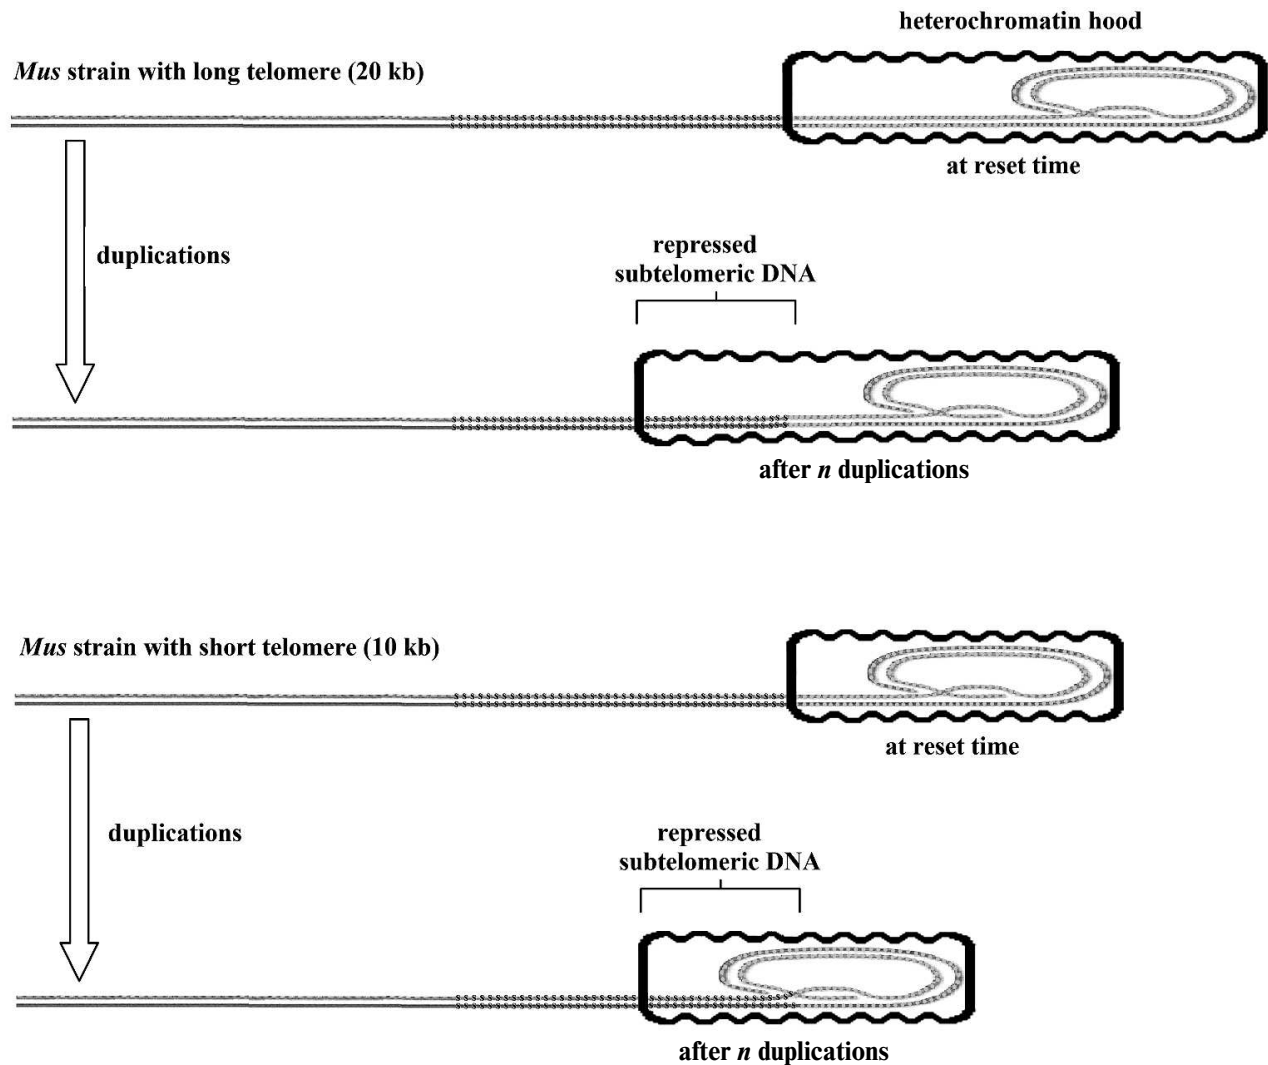 heterochromatin hood
Mus strain with long telomere (20 kb)
at reset time
duplications
repressed
subtelomeric DNA
after n duplications
Mus strain with short telomere (10 kb)
at reset time
duplications
repressed
subtelomeric DNA
after n duplications